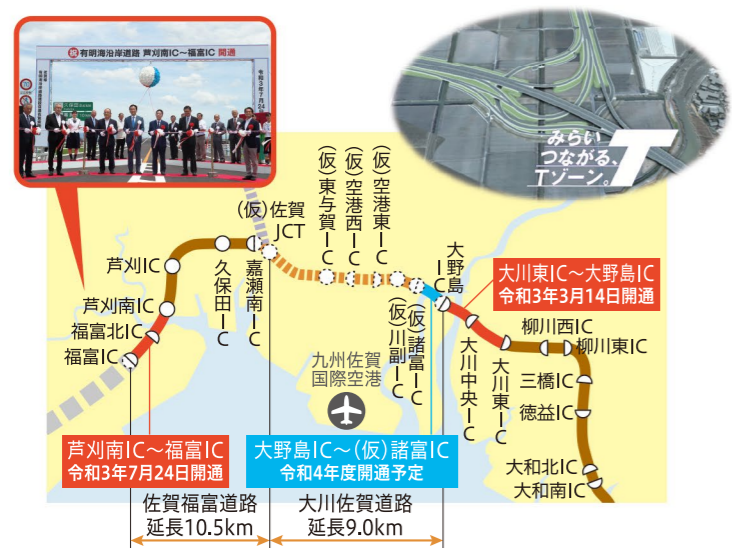 祝 有明海沿岸道路 芦刈南IC～福富IC 開通
令和3年7月24日
みらい
つながる、
Tゾーン。
T
(仮)佐賀
JCT
(仮)東与賀IC
(仮)空港西IC
(仮)空港東IC
大野島IC
芦刈IC
久保田IC
嘉瀬南IC
芦刈南IC
福富北IC
福富IC
大川東IC～大野島IC
令和3年3月14日開通
(仮)川副IC
(仮)諸富IC
大川中央IC
大川東IC
柳川西IC
柳川東IC
三橋IC
徳益IC
大和北IC
大和南IC
九州佐賀
国際空港
芦刈南IC～福富IC
令和3年7月24日開通
大野島IC～(仮)諸富IC
令和4年度開通予定
佐賀福富道路
延長10.5km
大川佐賀道路
延長9.0km